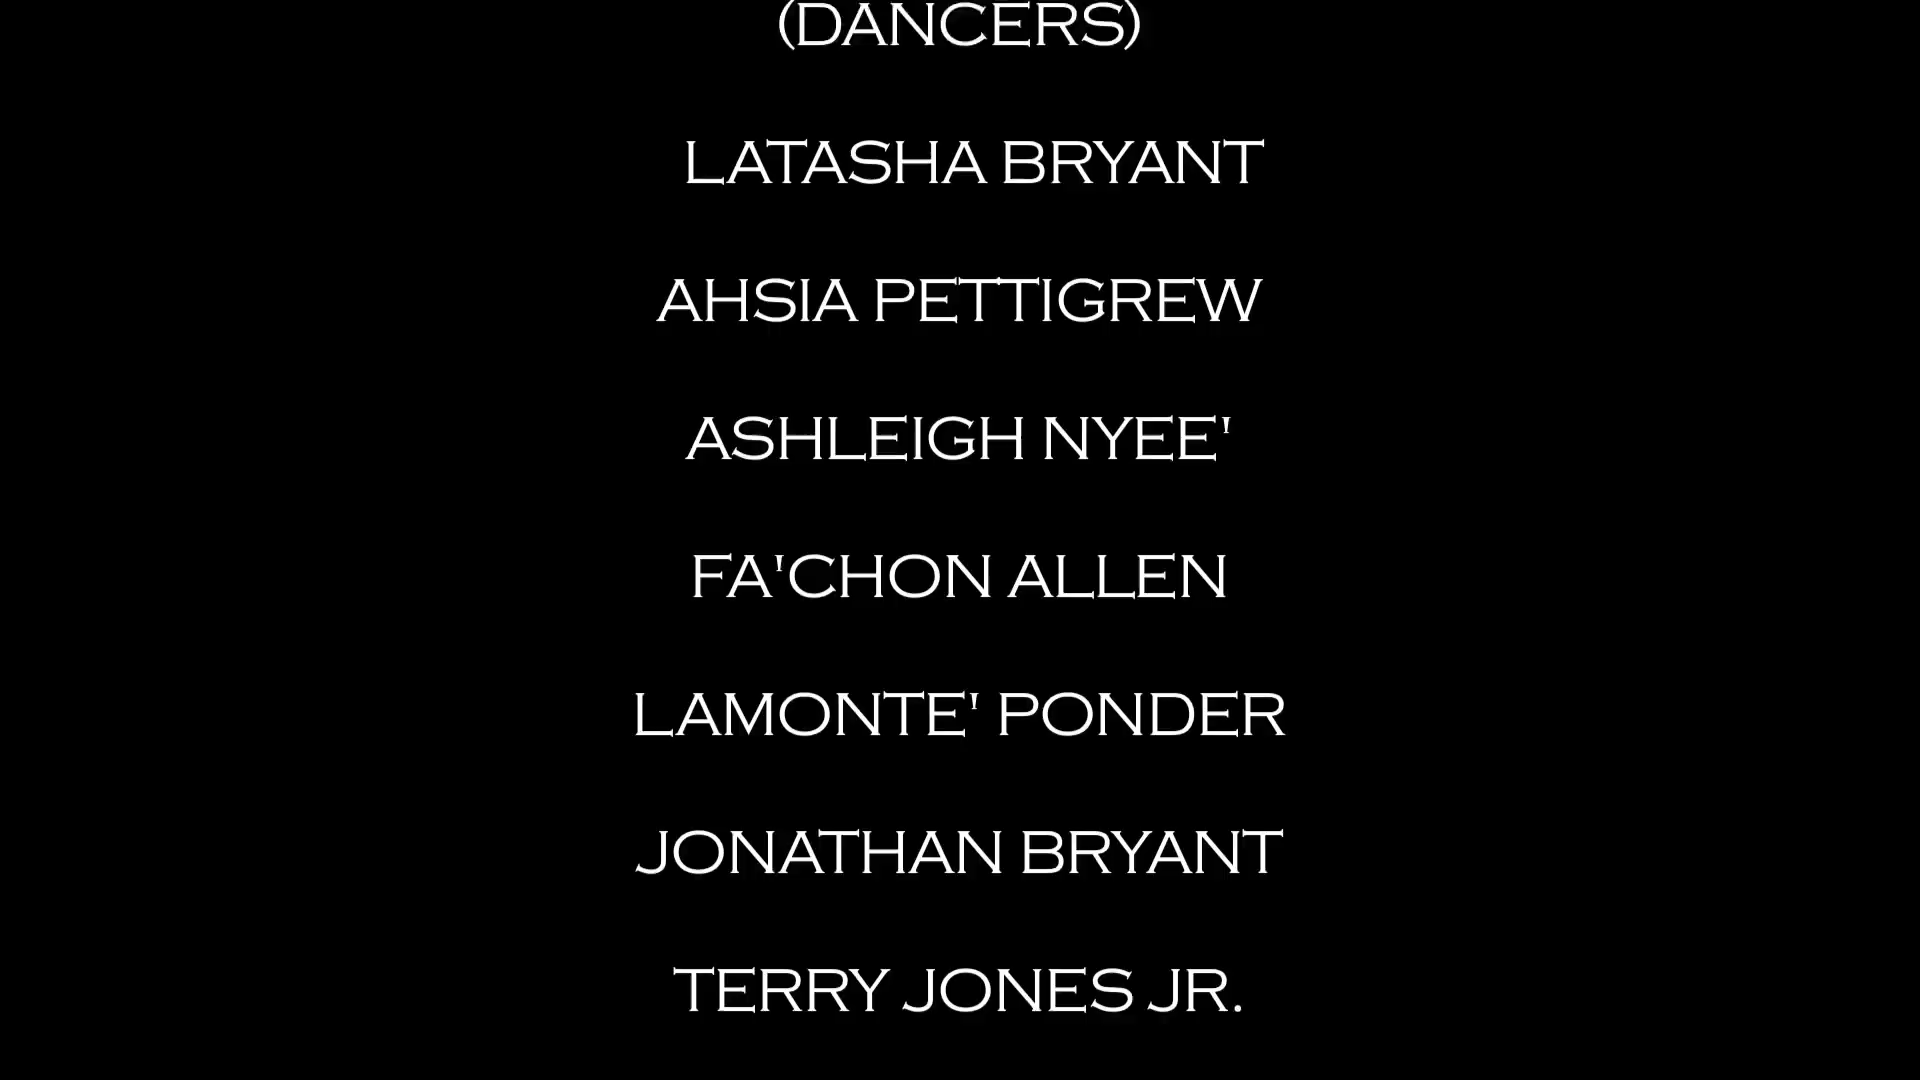 (DANCERS)
LATASHA BRYANT
AHSIA PETTIGREW
ASHLEIGH NYEE'
FA'CHON ALLEN
LAMONTE' PONDER
JONATHAN BRYANT
TERRY JONES JR.